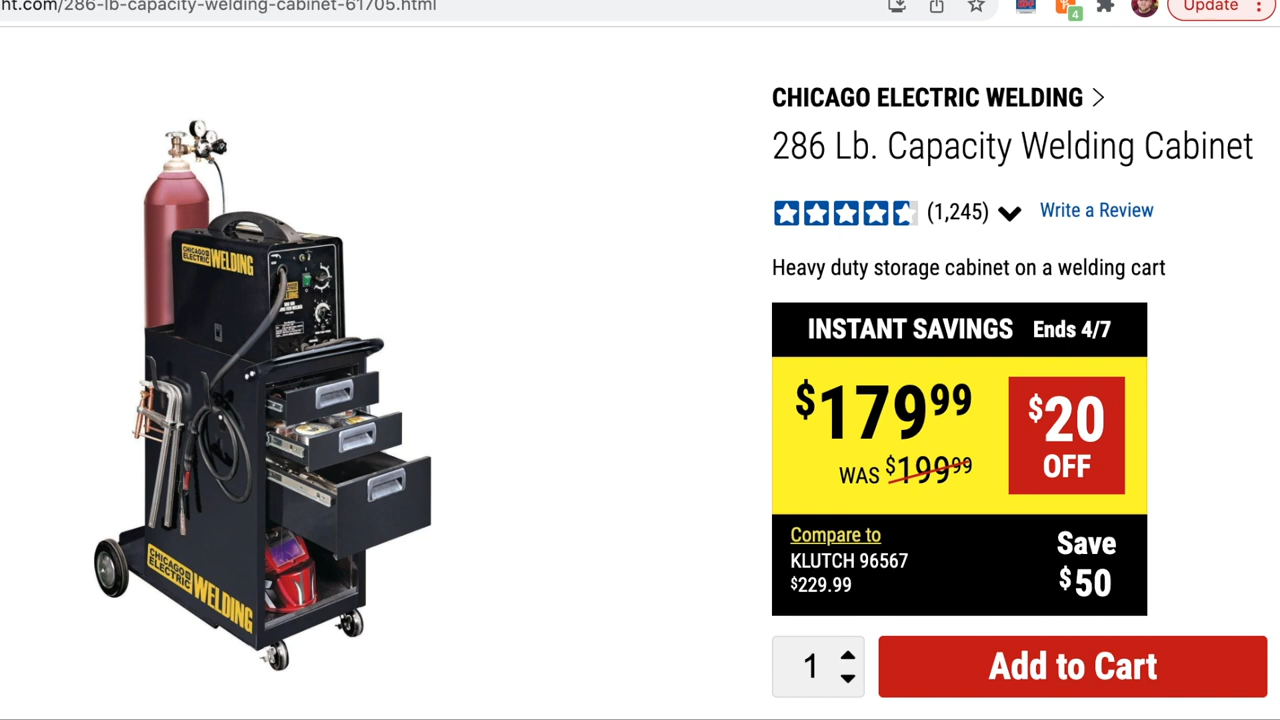 ht.com/286-lb-capacity-welding-cabinet-61705.html
4
Update
CHICAGO ELECTRIC WELDING
286 Lb. Capacity Welding Cabinet
(1,245)
Write a Review
Heavy duty storage cabinet on a welding cart
INSTANT SAVINGS Ends 4/7
$179.99
$20
OFF
WAS $199.99
Compare to
KLUTCH 96567
$229.99
Save
$50
1
Add to Cart
CHICAGO
ELECTRIC WELDING
CHICAGO
ELECTRIC WELDING